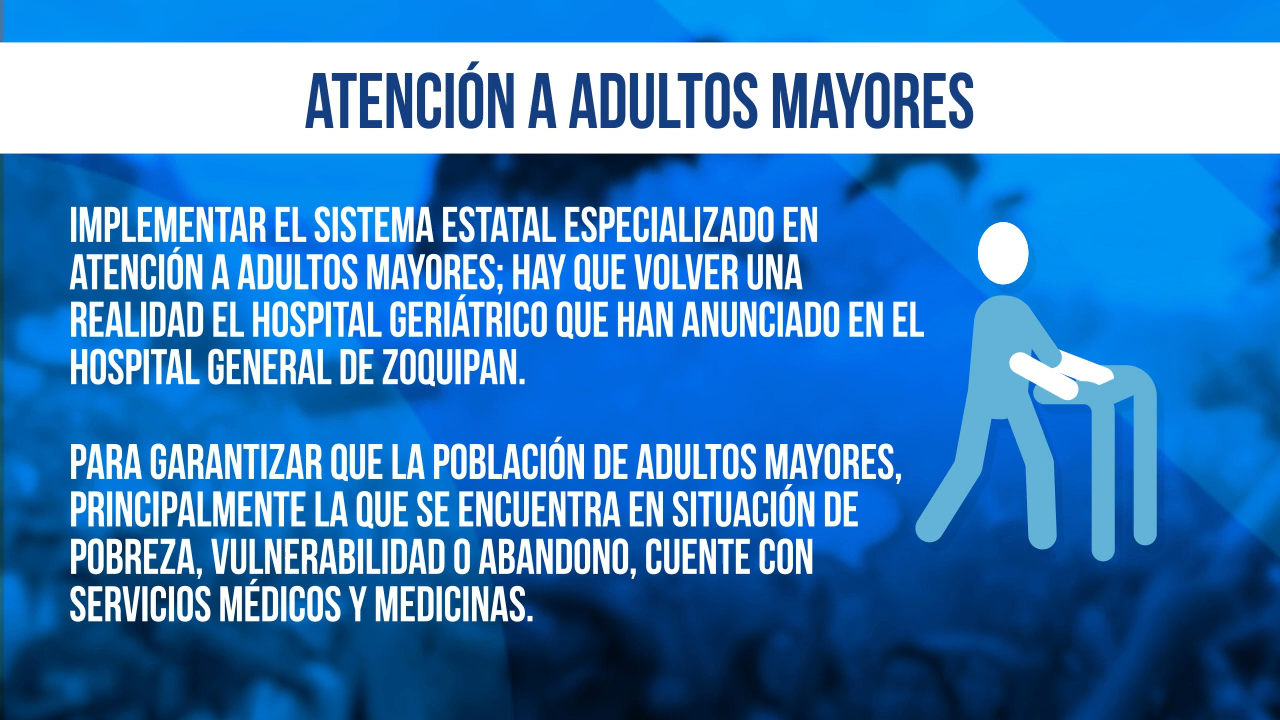 ATENCIÓN A ADULTOS MAYORES
IMPLEMENTAR EL SISTEMA ESTATAL ESPECIALIZADO EN
ATENCIÓN A ADULTOS MAYORES; HAY QUE VOLVER UNA
REALIDAD EL HOSPITAL GERIÁTRICO QUE HAN ANUNCIADO EN EL
HOSPITAL GENERAL DE ZOQUIPAN.
PARA GARANTIZAR QUE LA POBLACIÓN DE ADULTOS MAYORES,
PRINCIPALMENTE LA QUE SE ENCUENTRA EN SITUACIÓN DE
POBREZA, VULNERABILIDAD O ABANDONO, CUENTE CON
SERVICIOS MÉDICOS Y MEDICINAS.